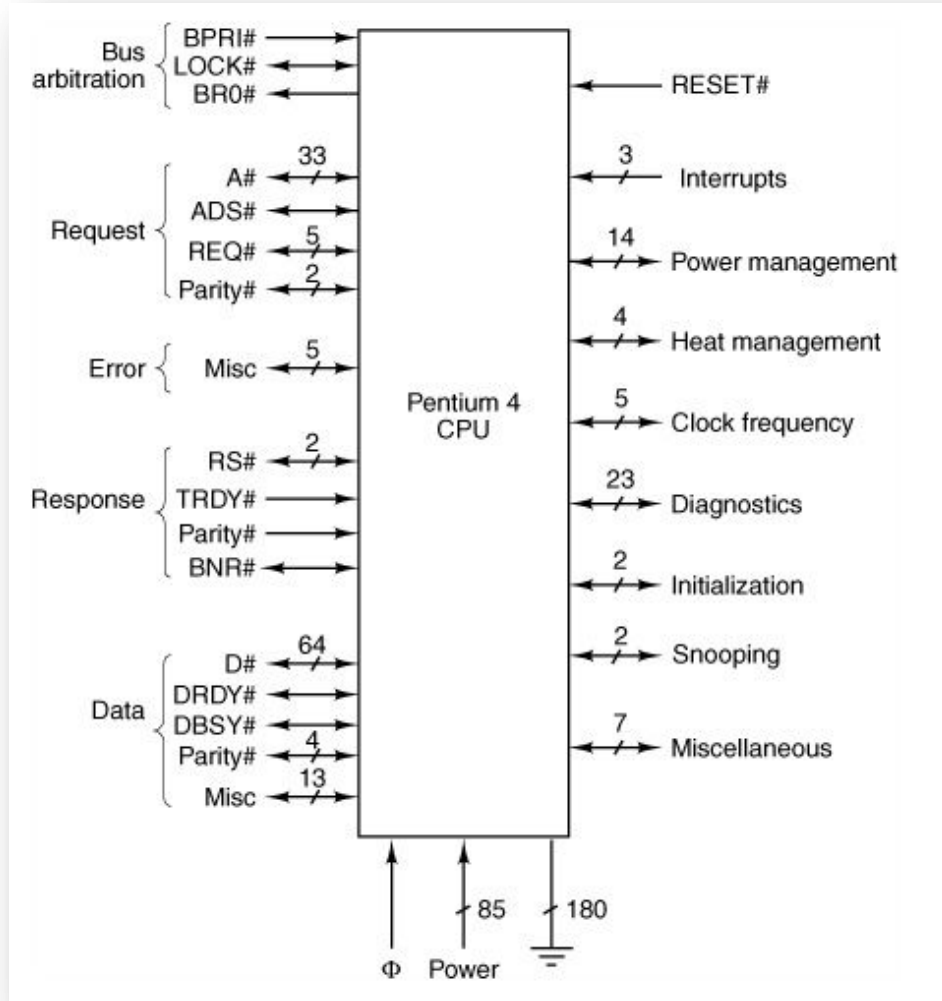 Bus arbitration
BPRI#
LOCK#
BR0#
Request
A# 33
ADS#
REQ# 5
Parity# 2
Error
Misc 5
Response
RS# 2
TRDY#
Parity#
BNR#
Data
D# 64
DRDY#
DBSY#
Parity# 4
Misc 13
Pentium 4
CPU
RESET#
3 Interrupts
14 Power management
4 Heat management
5 Clock frequency
23 Diagnostics
2 Initialization
2 Snooping
7 Miscellaneous
Φ
Power 85
180